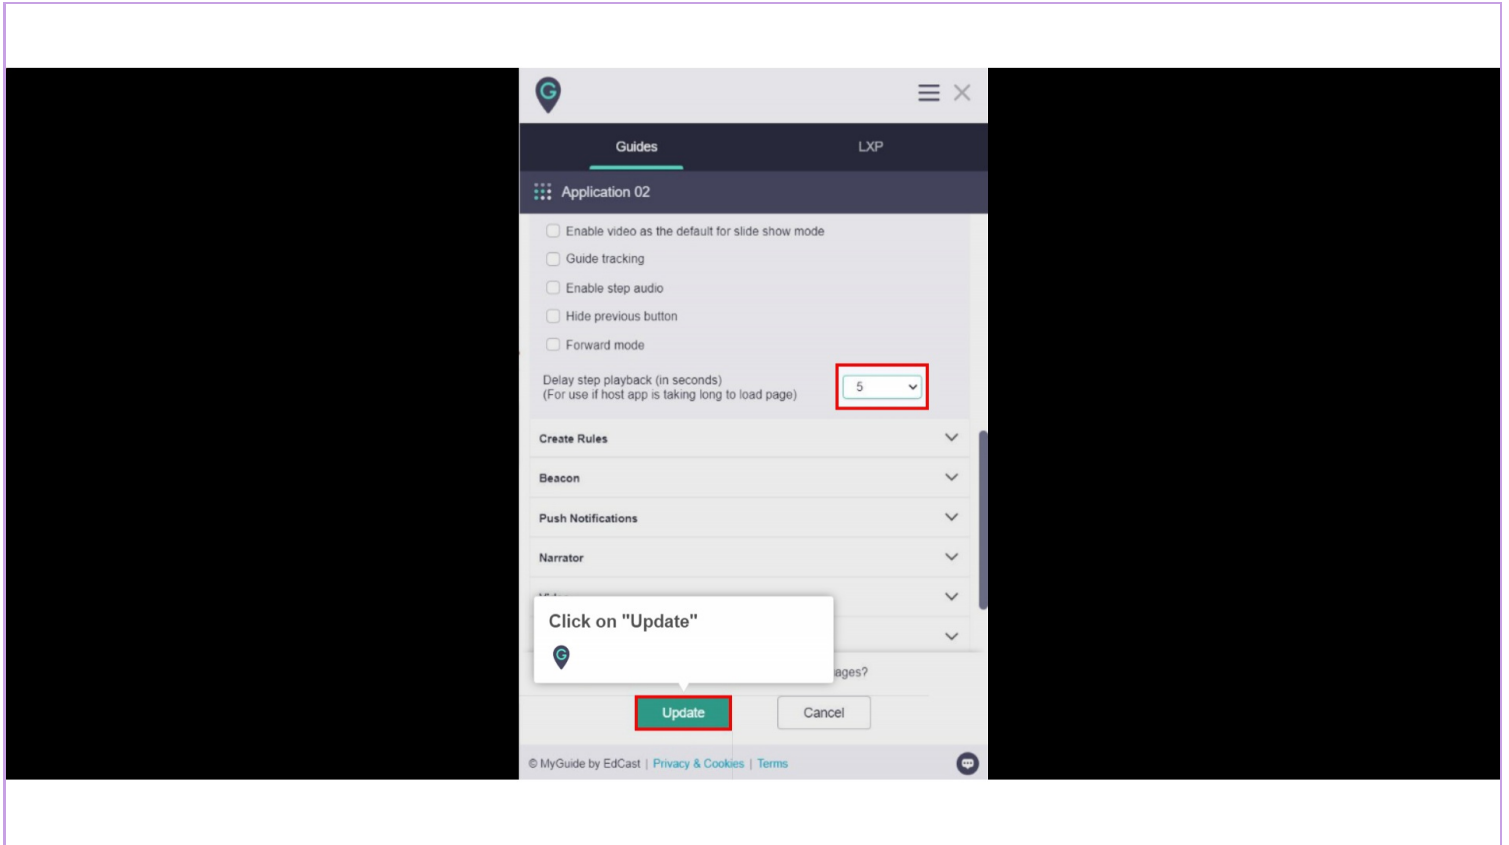 G
Guides
LXP
Application 02
Enable video as the default for slide show mode
Guide tracking
Enable step audio
Hide previous button
Forward mode
Delay step playback (in seconds)
(For use if host app is taking long to load page)
5
Create Rules
Beacon
Push Notifications
Narrator
Click on "Update"
G
ages?
Update
Cancel
© MyGuide by EdCast | Privacy & Cookies | Terms